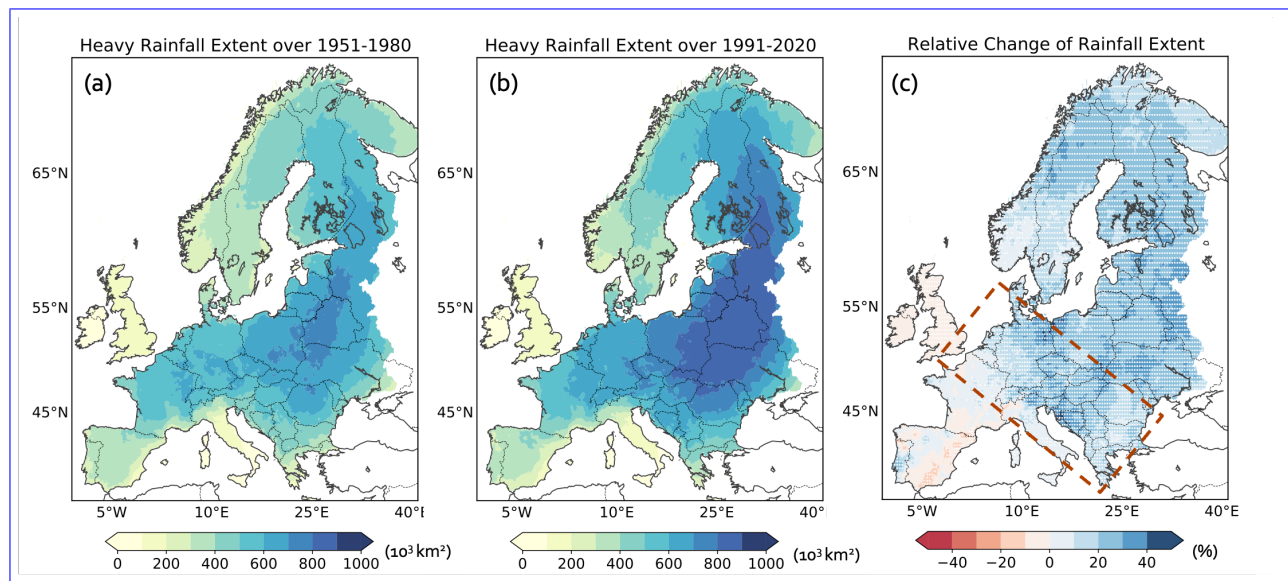 Heavy Rainfall Extent over 1951-1980
Heavy Rainfall Extent over 1991-2020
Relative Change of Rainfall Extent
(a)
(b)
(c)
65°N
65°N
65°N
55°N
55°N
55°N
45°N
45°N
45°N
5°W 10°E 25°E 40°E
5°W 10°E 25°E 40°E
5°W 10°E 25°E 40°E
0 200 400 600 800 1000 (10³ km²)
0 200 400 600 800 1000 (10³ km²)
−40 −20 0 20 40 (%)